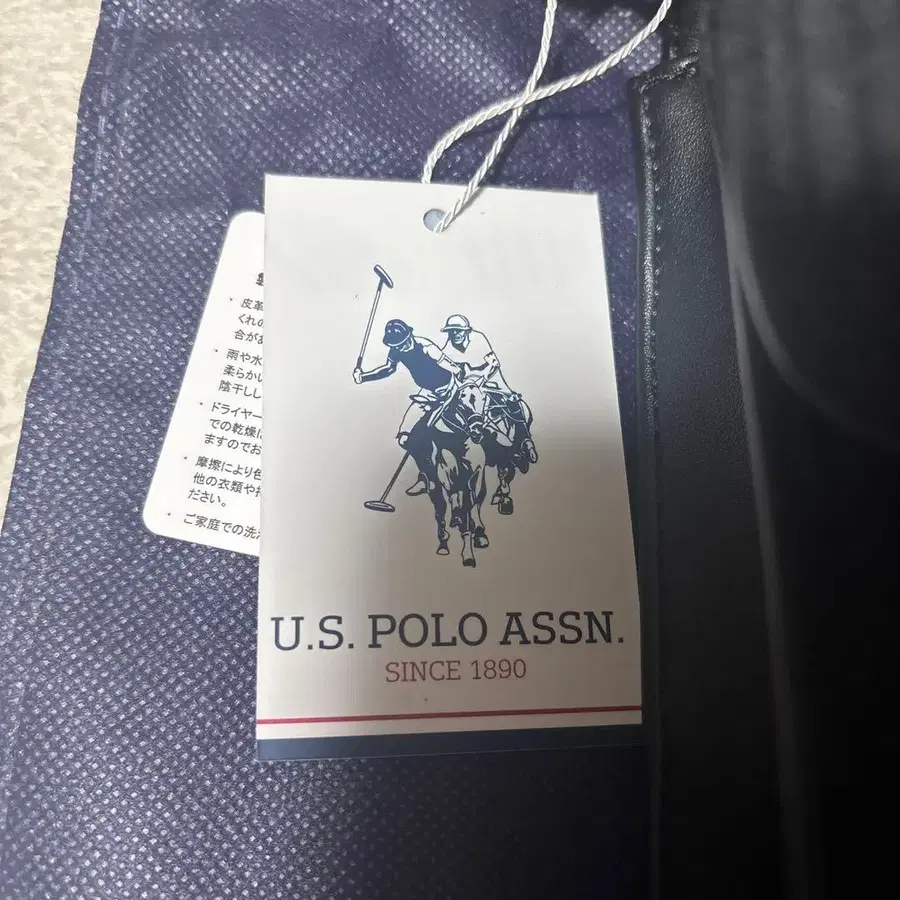 ・皮革
くれの
合があ
・雨や水
柔らかい
陰干しし
・ドライヤー
での乾燥に
ますのでお
・摩擦により色
他の衣類や
ださい。
・ご家庭での洗
U.S. POLO ASSN.
SINCE 1890